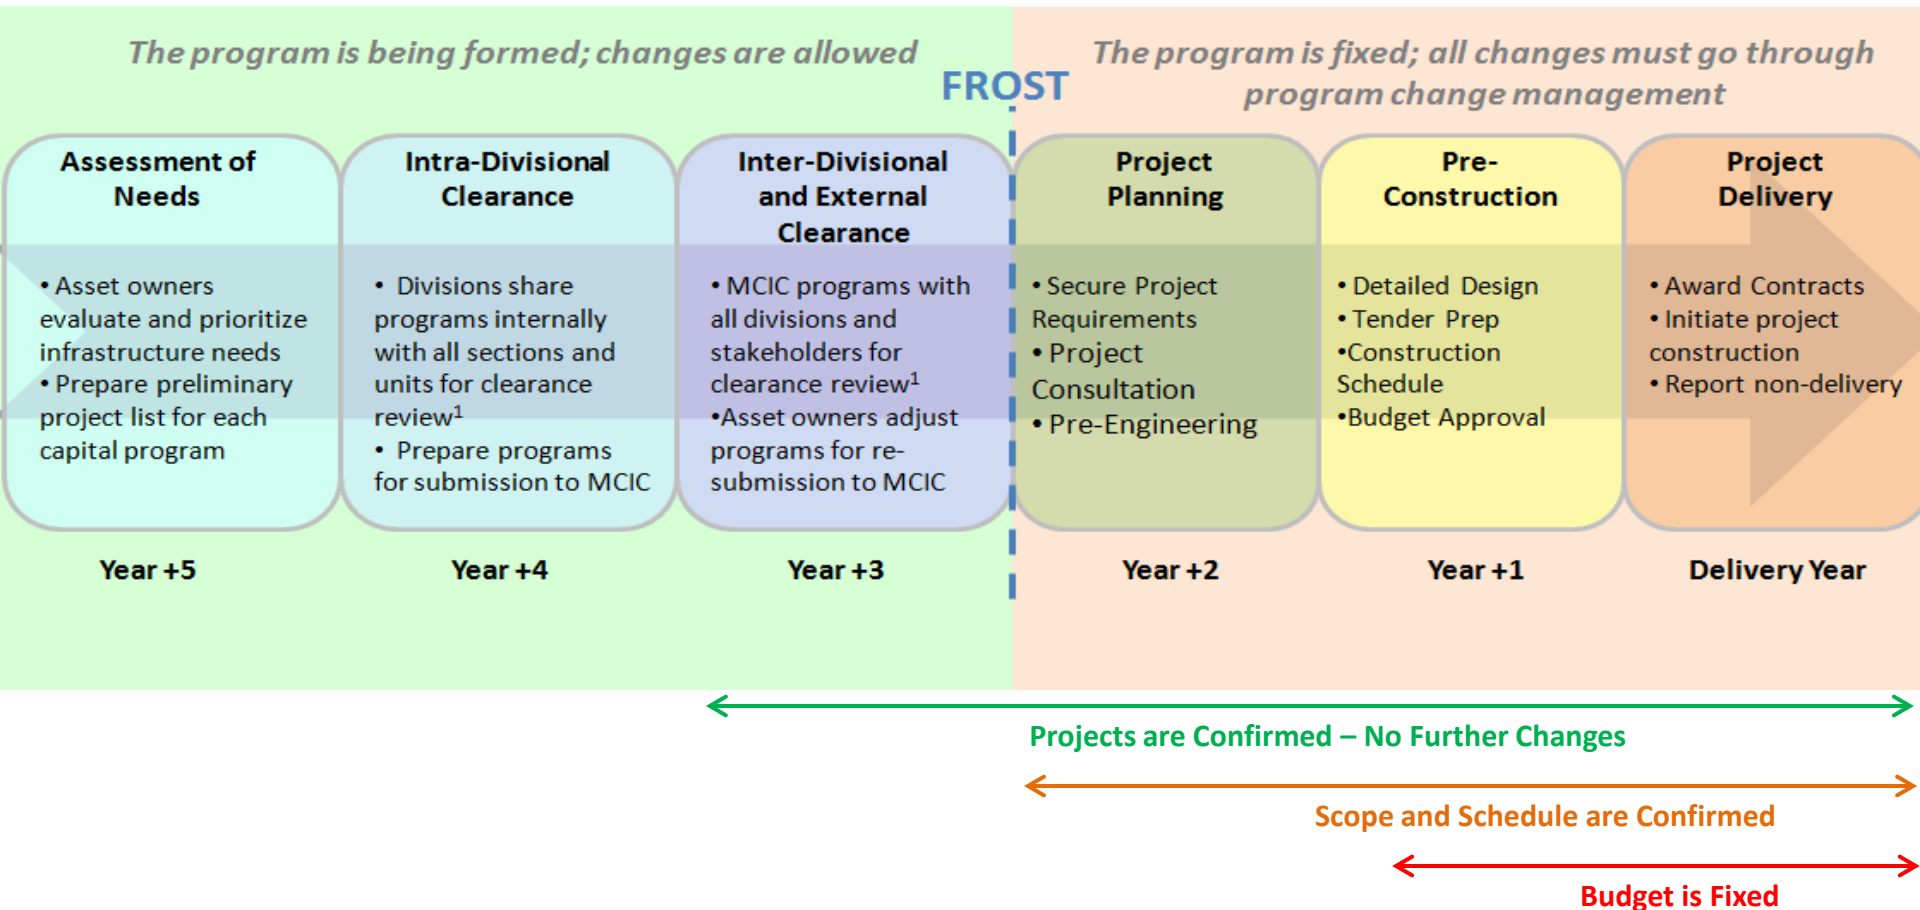 The program is being formed; changes are allowed
The program is fixed; all changes must go through
program change management
FROST
Assessment of
Needs
• Asset owners
evaluate and prioritize
infrastructure needs
• Prepare preliminary
project list for each
capital program
Year +5
Intra-Divisional
Clearance
• Divisions share
programs internally
with all sections and
units for clearance
review¹
• Prepare programs
for submission to MCIC
Year +4
Inter-Divisional
and External
Clearance
• MCIC programs with
all divisions and
stakeholders for
clearance review¹
•Asset owners adjust
programs for re-
submission to MCIC
Year +3
Project
Planning
• Secure Project
Requirements
• Project
Consultation
• Pre-Engineering
Year +2
Pre-
Construction
• Detailed Design
• Tender Prep
•Construction
Schedule
•Budget Approval
Year +1
Project
Delivery
• Award Contracts
• Initiate project
construction
• Report non-delivery
Delivery Year
Projects are Confirmed – No Further Changes
Scope and Schedule are Confirmed
Budget is Fixed